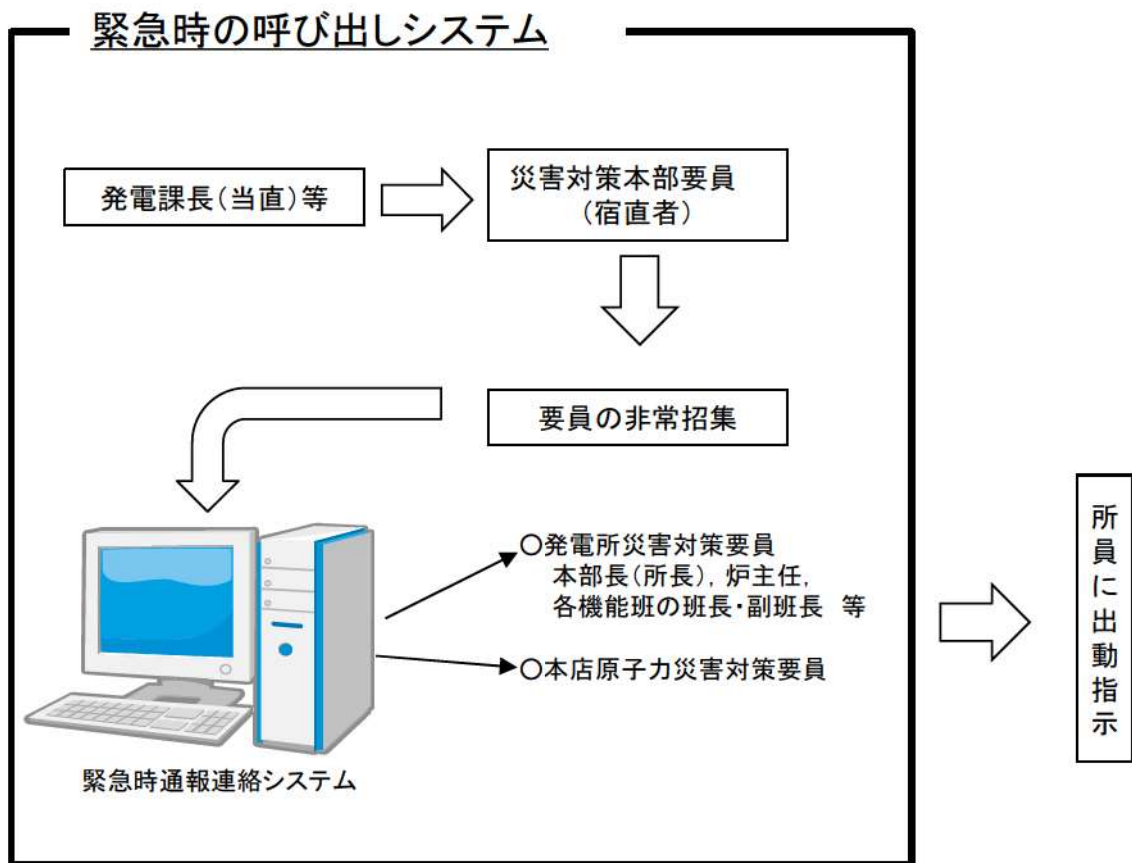 緊急時の呼び出しシステム
発電課長(当直)等
災害対策本部要員
(宿直者)
要員の非常招集
〇発電所災害対策要員
本部長(所長),炉主任,
各機能班の班長・副班長 等
〇本店原子力災害対策要員
緊急時通報連絡システム
所員に出動指示